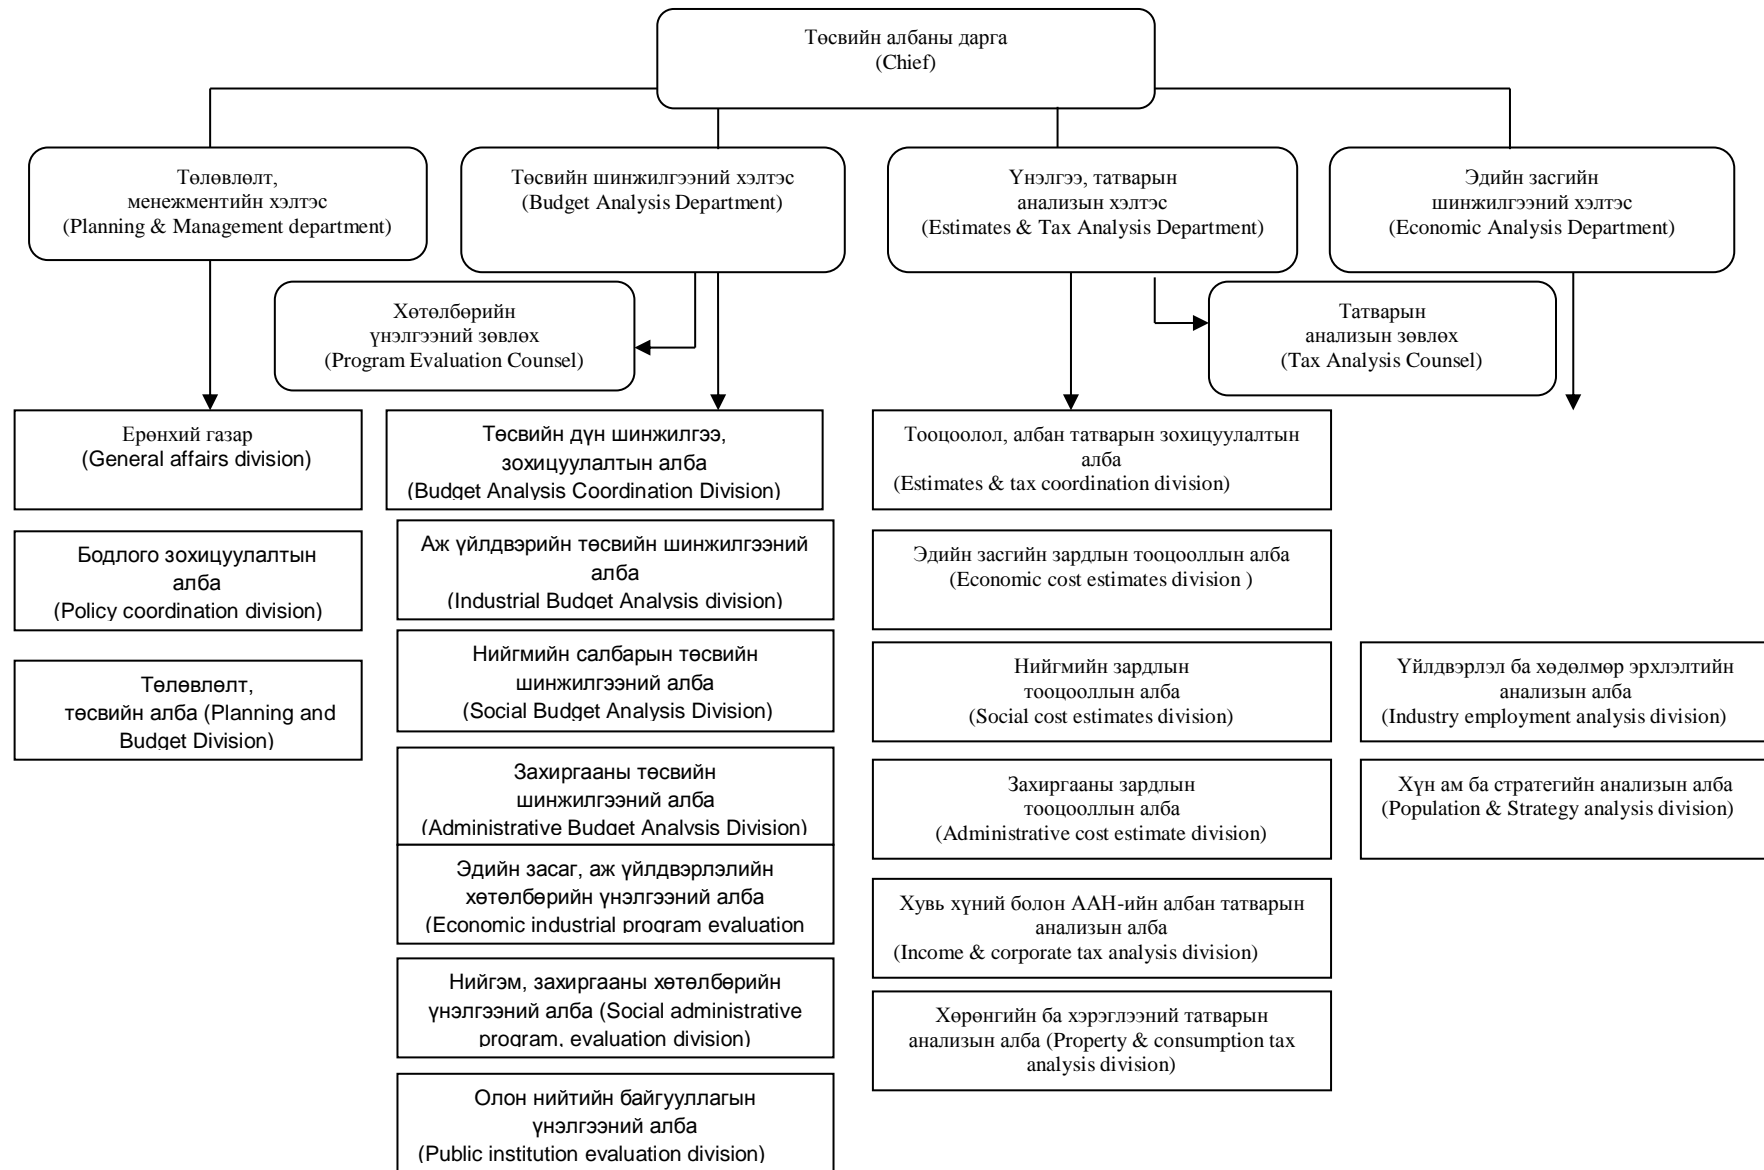 Төсвийн албаны дарга
(Chief)
Төлөвлөлт,
менежментийн хэлтэс
(Planning & Management department)
Төсвийн шинжилгээний хэлтэс
(Budget Analysis Department)
Үнэлгээ, татварын
анализын хэлтэс
(Estimates & Tax Analysis Department)
Эдийн засгийн
шинжилгээний хэлтэс
(Economic Analysis Department)
Хөтөлбөрийн
үнэлгээний зөвлөх
(Program Evaluation Counsel)
Татварын
анализын зөвлөх
(Tax Analysis Counsel)
Ерөнхий газар
(General affairs division)
Бодлого зохицуулалтын
алба
(Policy coordination division)
Төлөвлөлт,
төсвийн алба (Planning and
Budget Division)
Төсвийн дүн шинжилгээ,
зохицуулалтын алба
(Budget Analysis Coordination Division)
Аж үйлдвэрийн төсвийн шинжилгээний
алба
(Industrial Budget Analysis division)
Нийгмийн салбарын төсвийн
шинжилгээний алба
(Social Budget Analysis Division)
Захиргааны төсвийн
шинжилгээний алба
(Administrative Budget Analysis Division)
Эдийн засаг, аж үйлдвэрлэлийн
хөтөлбөрийн үнэлгээний алба
(Economic industrial program evaluation
Нийгэм, захиргааны хөтөлбөрийн
үнэлгээний алба (Social administrative
program, evaluation division)
Олон нийтийн байгууллагын
үнэлгээний алба
(Public institution evaluation division)
Тооцоолол, албан татварын зохицуулалтын
алба
(Estimates & tax coordination division)
Эдийн засгийн зардлын тооцооллын алба
(Economic cost estimates division )
Нийгмийн зардлын
тооцооллын алба
(Social cost estimates division)
Захиргааны зардлын
тооцооллын алба
(Administrative cost estimate division)
Хувь хүний болон ААН-ийн албан татварын
анализын алба
(Income & corporate tax analysis division)
Хөрөнгийн ба хэрэглээний татварын
анализын алба (Property & consumption tax
analysis division)
Үйлдвэрлэл ба хөдөлмөр эрхлэлтийн
анализын алба
(Industry employment analysis division)
Хүн ам ба стратегийн анализын алба
(Population & Strategy analysis division)